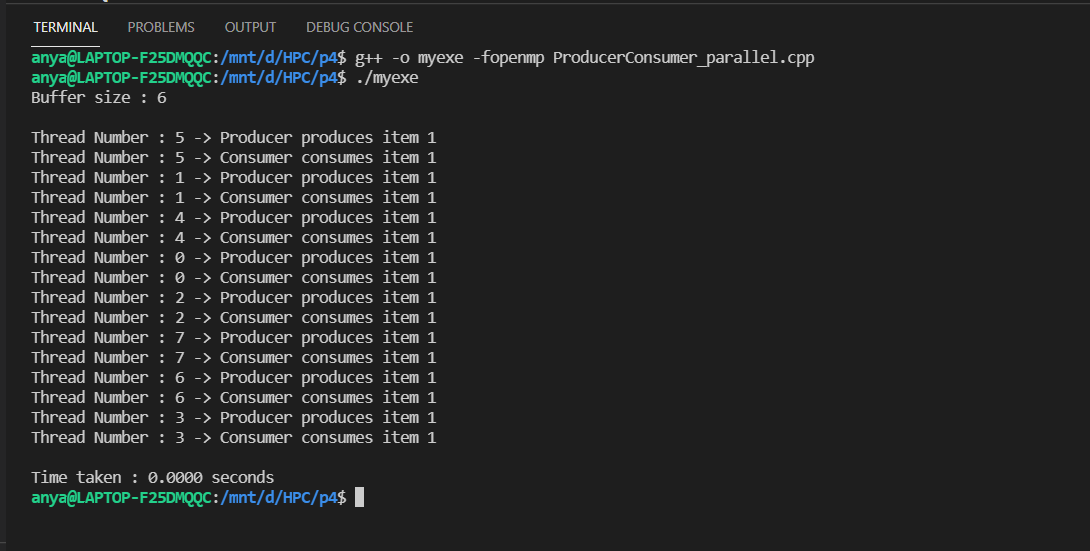 TERMINAL PROBLEMS OUTPUT DEBUG CONSOLE
anya@LAPTOP-F25DMQQC:/mnt/d/HPC/p4$ g++ -o myexe -fopenmp ProducerConsumer_parallel.cpp
anya@LAPTOP-F25DMQQC:/mnt/d/HPC/p4$ ./myexe
Buffer size : 6
Thread Number : 5 -> Producer produces item 1
Thread Number : 5 -> Consumer consumes item 1
Thread Number : 1 -> Producer produces item 1
Thread Number : 1 -> Consumer consumes item 1
Thread Number : 4 -> Producer produces item 1
Thread Number : 4 -> Consumer consumes item 1
Thread Number : 0 -> Producer produces item 1
Thread Number : 0 -> Consumer consumes item 1
Thread Number : 2 -> Producer produces item 1
Thread Number : 2 -> Consumer consumes item 1
Thread Number : 7 -> Producer produces item 1
Thread Number : 7 -> Consumer consumes item 1
Thread Number : 6 -> Producer produces item 1
Thread Number : 6 -> Consumer consumes item 1
Thread Number : 3 -> Producer produces item 1
Thread Number : 3 -> Consumer consumes item 1
Time taken : 0.0000 seconds
anya@LAPTOP-F25DMQQC:/mnt/d/HPC/p4$